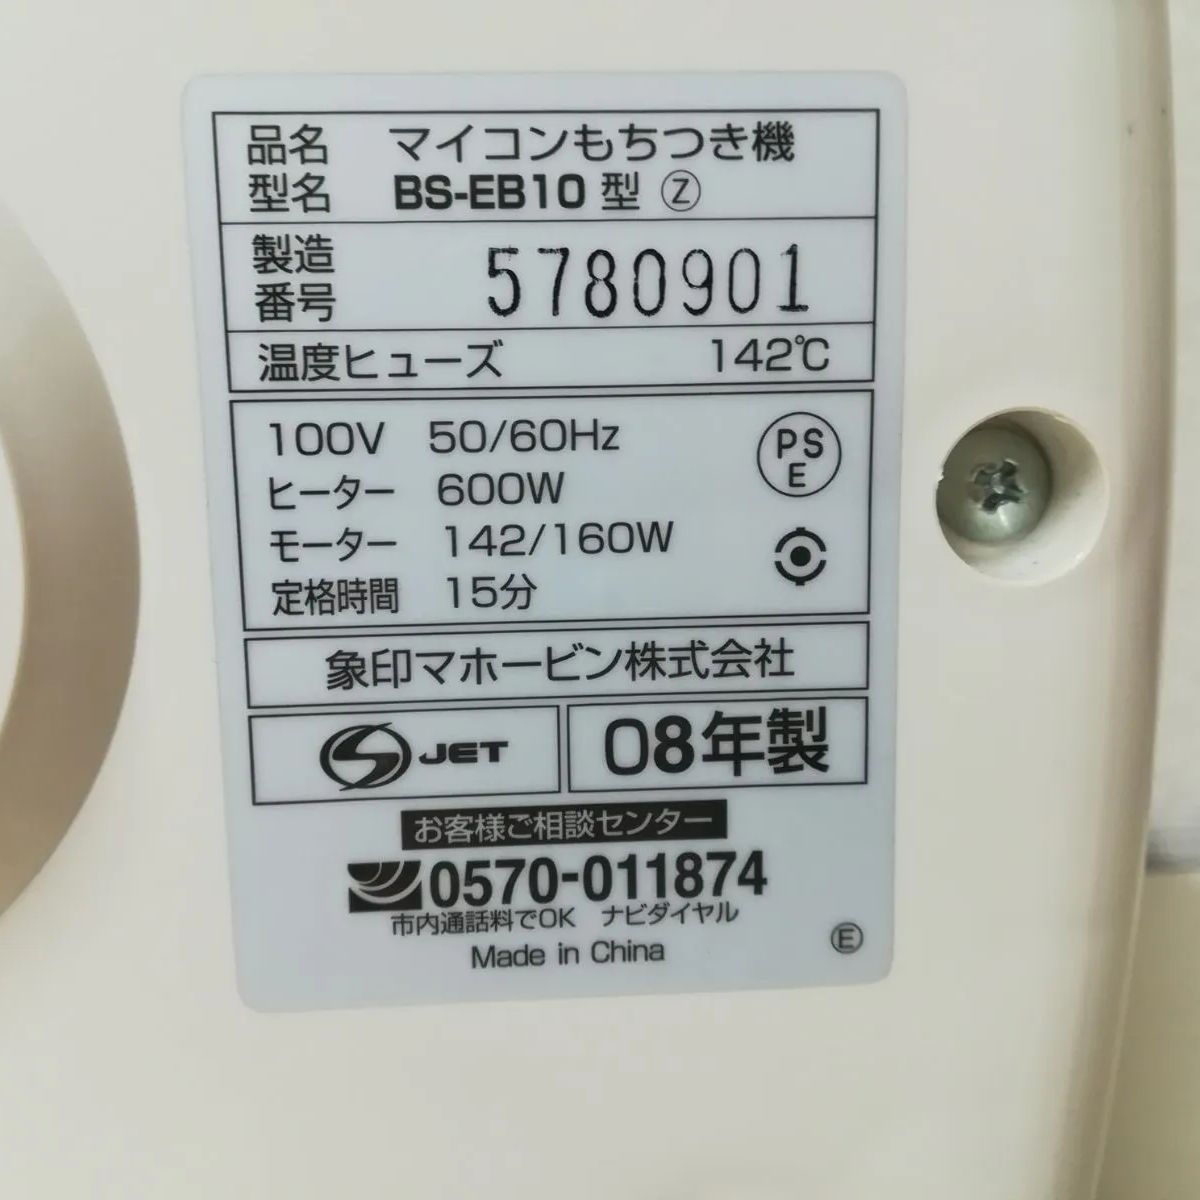 品名 マイコンもちつき機
型名 BS-EB10 型 Ⓩ
製造番号 5780901
温度ヒューズ 142℃
100V 50/60Hz
PS
E
ヒーター 600W
モーター 142/160W
定格時間 15分
象印マホービン株式会社
S JET
08年製
お客様ご相談センター
0570-011874
市内通話料でOK ナビダイヤル
Made in China
Ⓔ